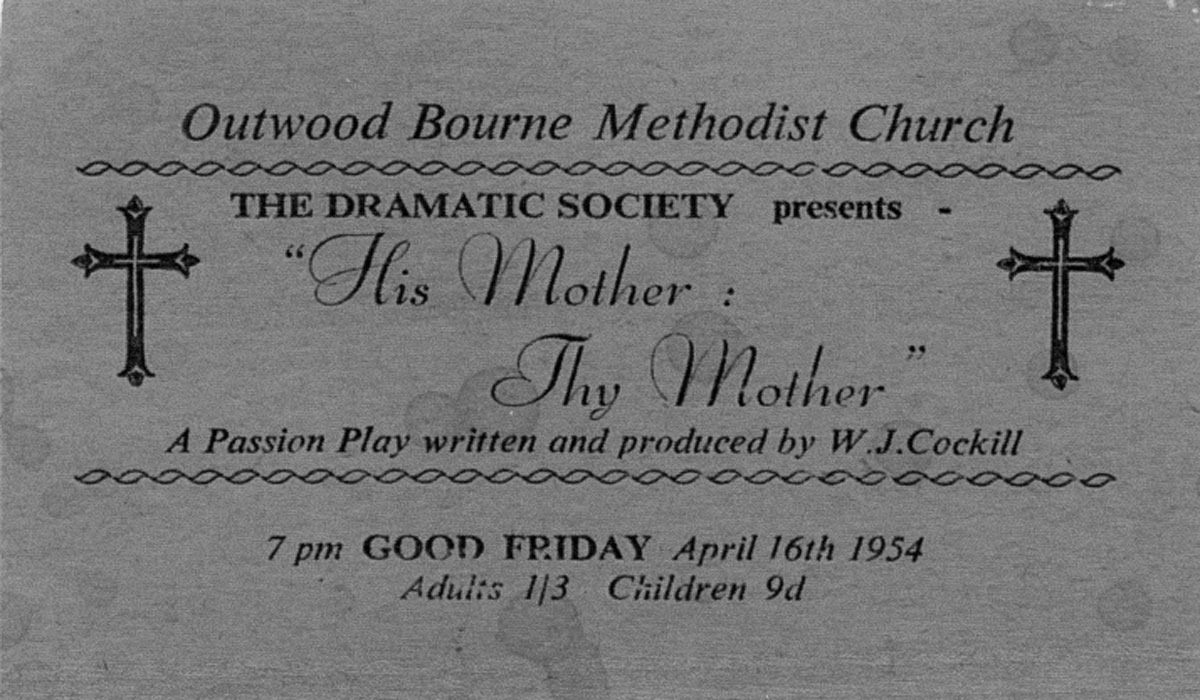 Outwood Bourne Methodist Church
THE DRAMATIC SOCIETY presents -
"His Mother :
Thy Mother"
A Passion Play written and produced by W.J.Cockill
7 pm GOOD FRIDAY April 16th 1954
Adults 1/3 Children 9d